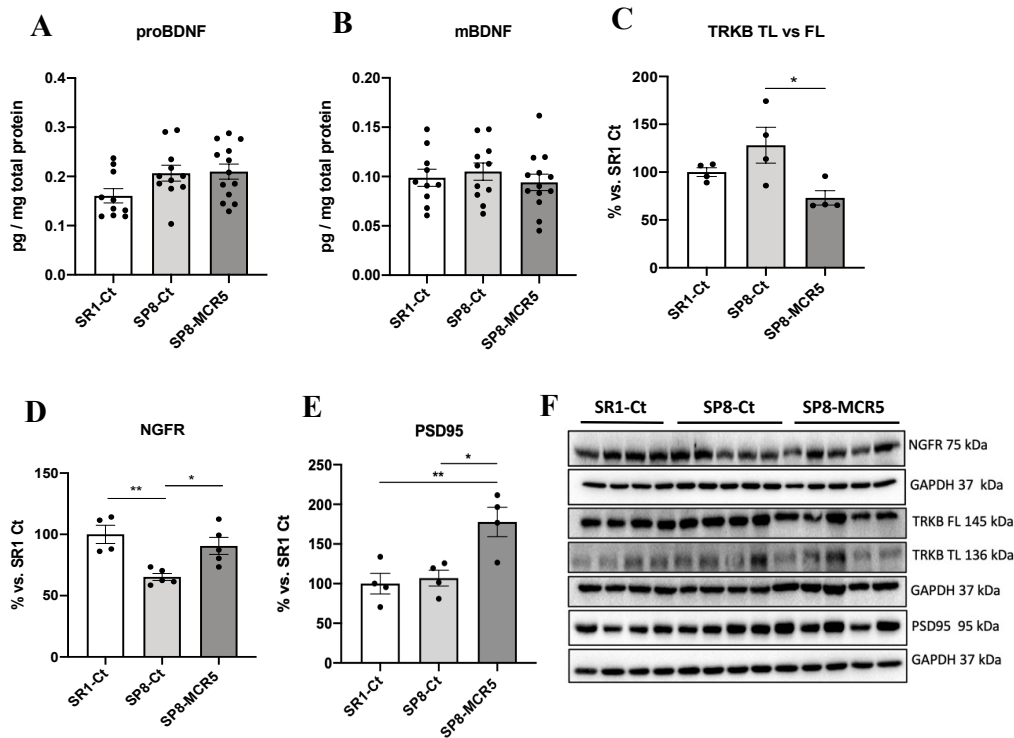 A
proBDNF
pg / mg total protein
0.4
0.3
0.2
0.1
0.0
SR1-Ct
SP8-Ct
SP8-MCR5
B
mBDNF
pg / mg total protein
0.20
0.15
0.10
0.05
0.00
SR1-Ct
SP8-Ct
SP8-MCR5
C
TRKB TL vs FL
% vs. SR1 Ct
200
150
100
50
0
*
SR1-Ct
SP8-Ct
SP8-MCR5
D
NGFR
% vs. SR1 Ct
150
100
50
0
**
*
SR1-Ct
SP8-Ct
SP8-MCR5
E
PSD95
% vs. SR1 Ct
250
200
150
100
50
0
*
**
SR1-Ct
SP8-Ct
SP8-MCR5
F
SR1-Ct SP8-Ct SP8-MCR5
NGFR 75 kDa
GAPDH 37 kDa
TRKB FL 145 kDa
TRKB TL 136 kDa
GAPDH 37 kDa
PSD95 95 kDa
GAPDH 37 kDa